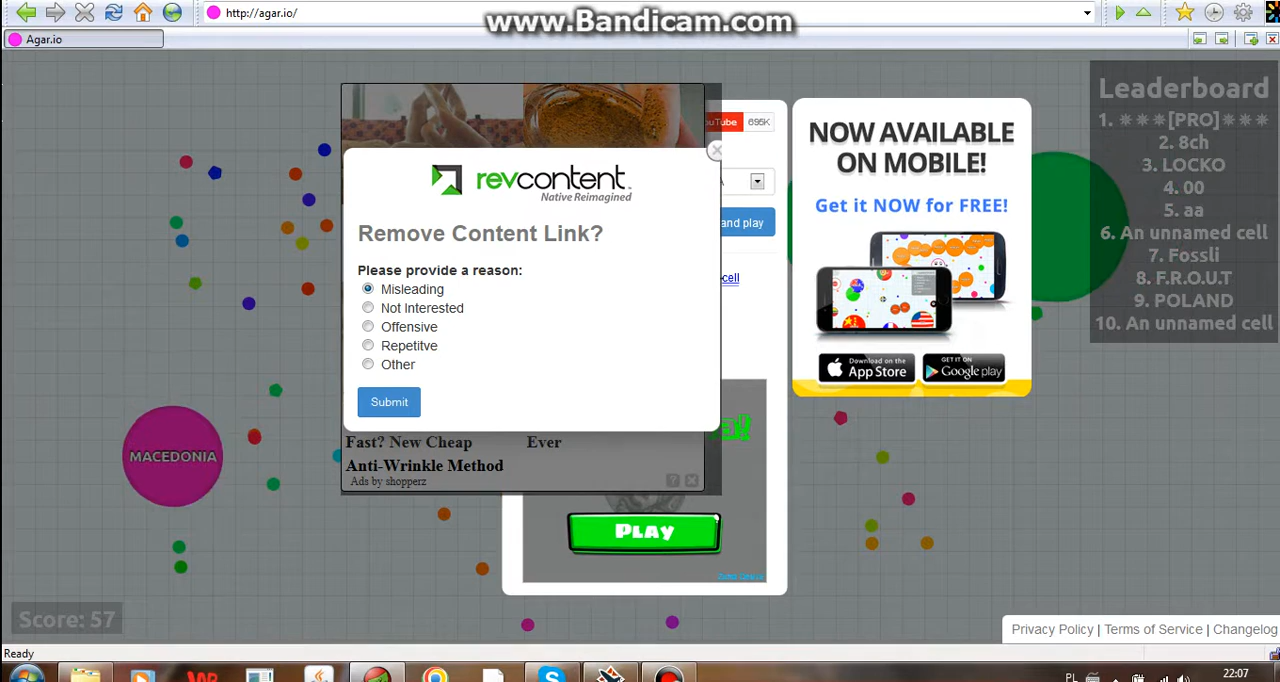 http://agar.io/
www.Bandicam.com
Agar.io
Leaderboard
1. ✳✳✳[PRO]✳✳✳
2. 8ch
3. LOCKO
4. 00
5. aa
6. An unnamed cell
7. Fossli
8. F.R.O.U.T
9. POLAND
10. An unnamed cell
695K
NOW AVAILABLE
ON MOBILE!
Get it NOW for FREE!
Download on the
App Store
GET IT ON
Google play
revcontent
Native Reimagined
Remove Content Link?
Please provide a reason:
Misleading
Not Interested
Offensive
Repetitve
Other
Submit
and play
cell
Fast? New Cheap
Anti-Wrinkle Method
Ever
Ads by shopperz
MACEDONIA
PLAY
Score: 57
Privacy Policy | Terms of Service | Changelog
Ready
PL
22:07